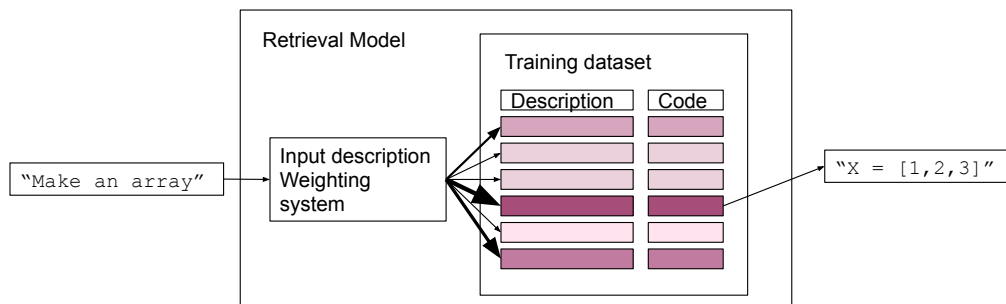 Retrieval Model
Training dataset
Description
Code
"Make an array"
Input description
Weighting
system
"X = [1,2,3]"